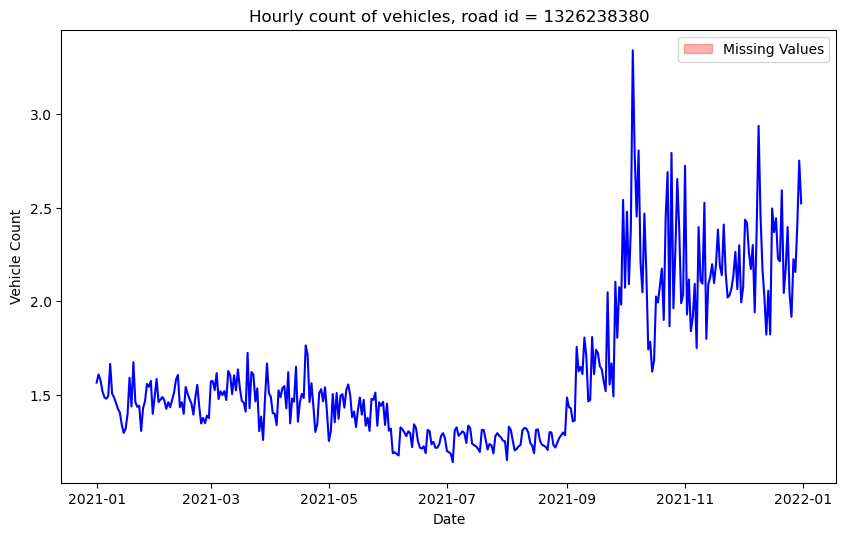 Hourly count of vehicles, road id = 1326238380
Missing Values
Vehicle Count
3.0
2.5
2.0
1.5
2021-01
2021-03
2021-05
2021-07
2021-09
2021-11
2022-01
Date